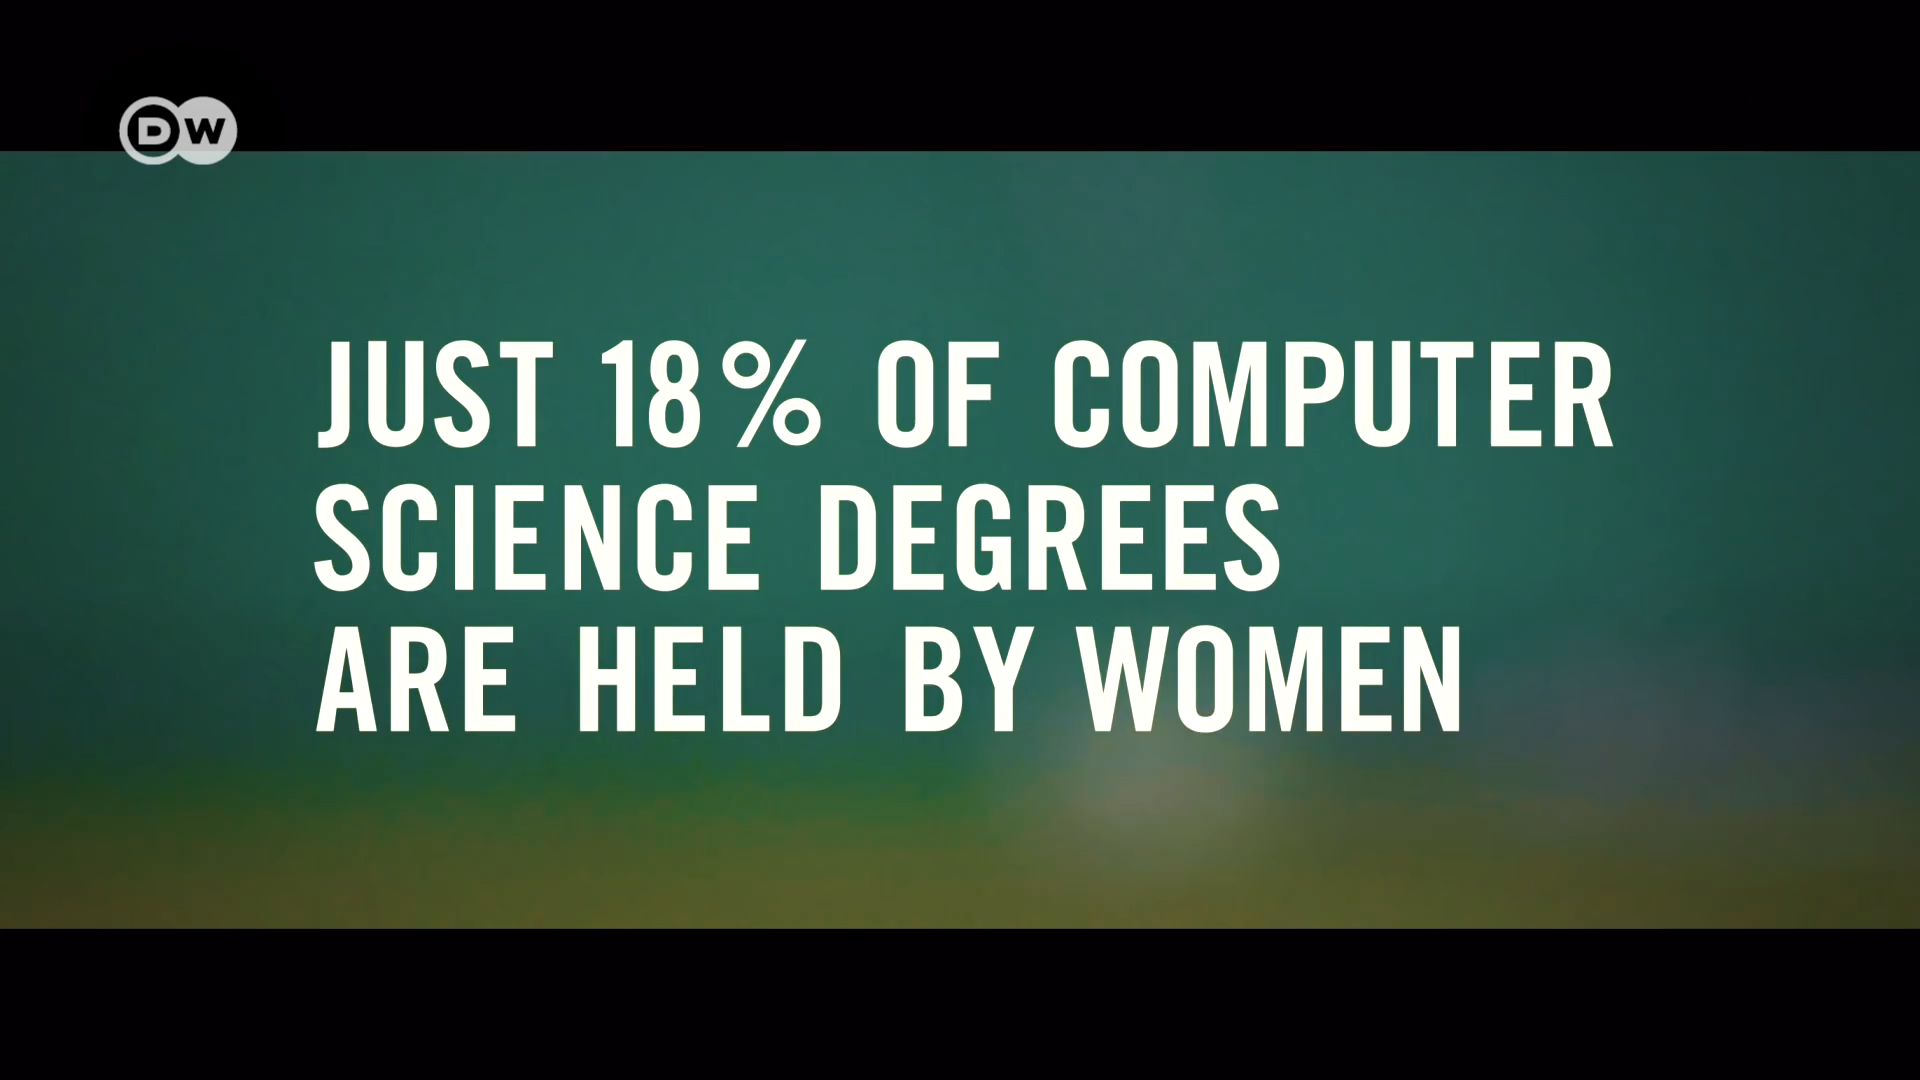 DW
JUST 18% OF COMPUTER
SCIENCE DEGREES
ARE HELD BY WOMEN